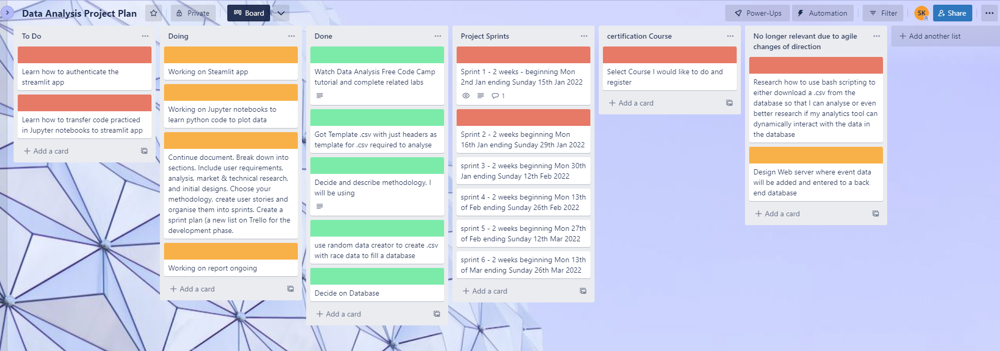 Data Analysis Project Plan
Private
Board
Power-Ups
Automation
Filter
SK
Share
To Do
Learn how to authenticate the
streamlit app
Learn how to transfer code practiced
in Jupyter notebooks to streamlit app
Add a card
Doing
Working on Steamlit app
Working on Jupyter notebooks to
learn python code to plot data
Continue document. Break down into
sections. Include user requirements,
analysis, market & technical research,
and initial designs. Choose your
methodology, create user stories and
organise them into sprints. Create a
sprint plan (a new list on Trello for the
development phase.
Working on report ongoing
Add a card
Done
Watch Data Analysis Free Code Camp
tutorial and complete related labs
Got Template .csv with just headers as
template for .csv required to analyse
Decide and describe methodology, I
will be using
use random data creator to create .csv
with race data to fill a database
Decide on Database
Add a card
Project Sprints
Sprint 1 - 2 weeks - beginning Mon
2nd Jan ending Sunday 15th Jan 2022
1
Sprint 2 - 2 weeks beginning Mon
16th Jan ending Sunday 29th Jan 2022
sprint 3 - 2 weeks beginning Mon 30th
Jan ending Sunday 12th Feb 2022
sprint 4 - 2 weeks beginning Mon 13th
of Feb ending Sunday 26th Feb 2022
sprint 5 - 2 weeks beginning Mon 27th
of Feb ending Sunday 12th Mar 2022
sprint 6 - 2 weeks beginning Mon 13th
of Mar ending Sunday 26th Mar 2022
Add a card
certification Course
Select Course I would like to do and
register
Add a card
No longer relevant due to agile
changes of direction
Research how to use bash scripting to
either download a .csv from the
database so that I can analyse or even
better research if my analytics tool can
dynamically interact with the data in
the database
Design Web server where event data
will be added and entered to a back
end database
Add a card
Add another list